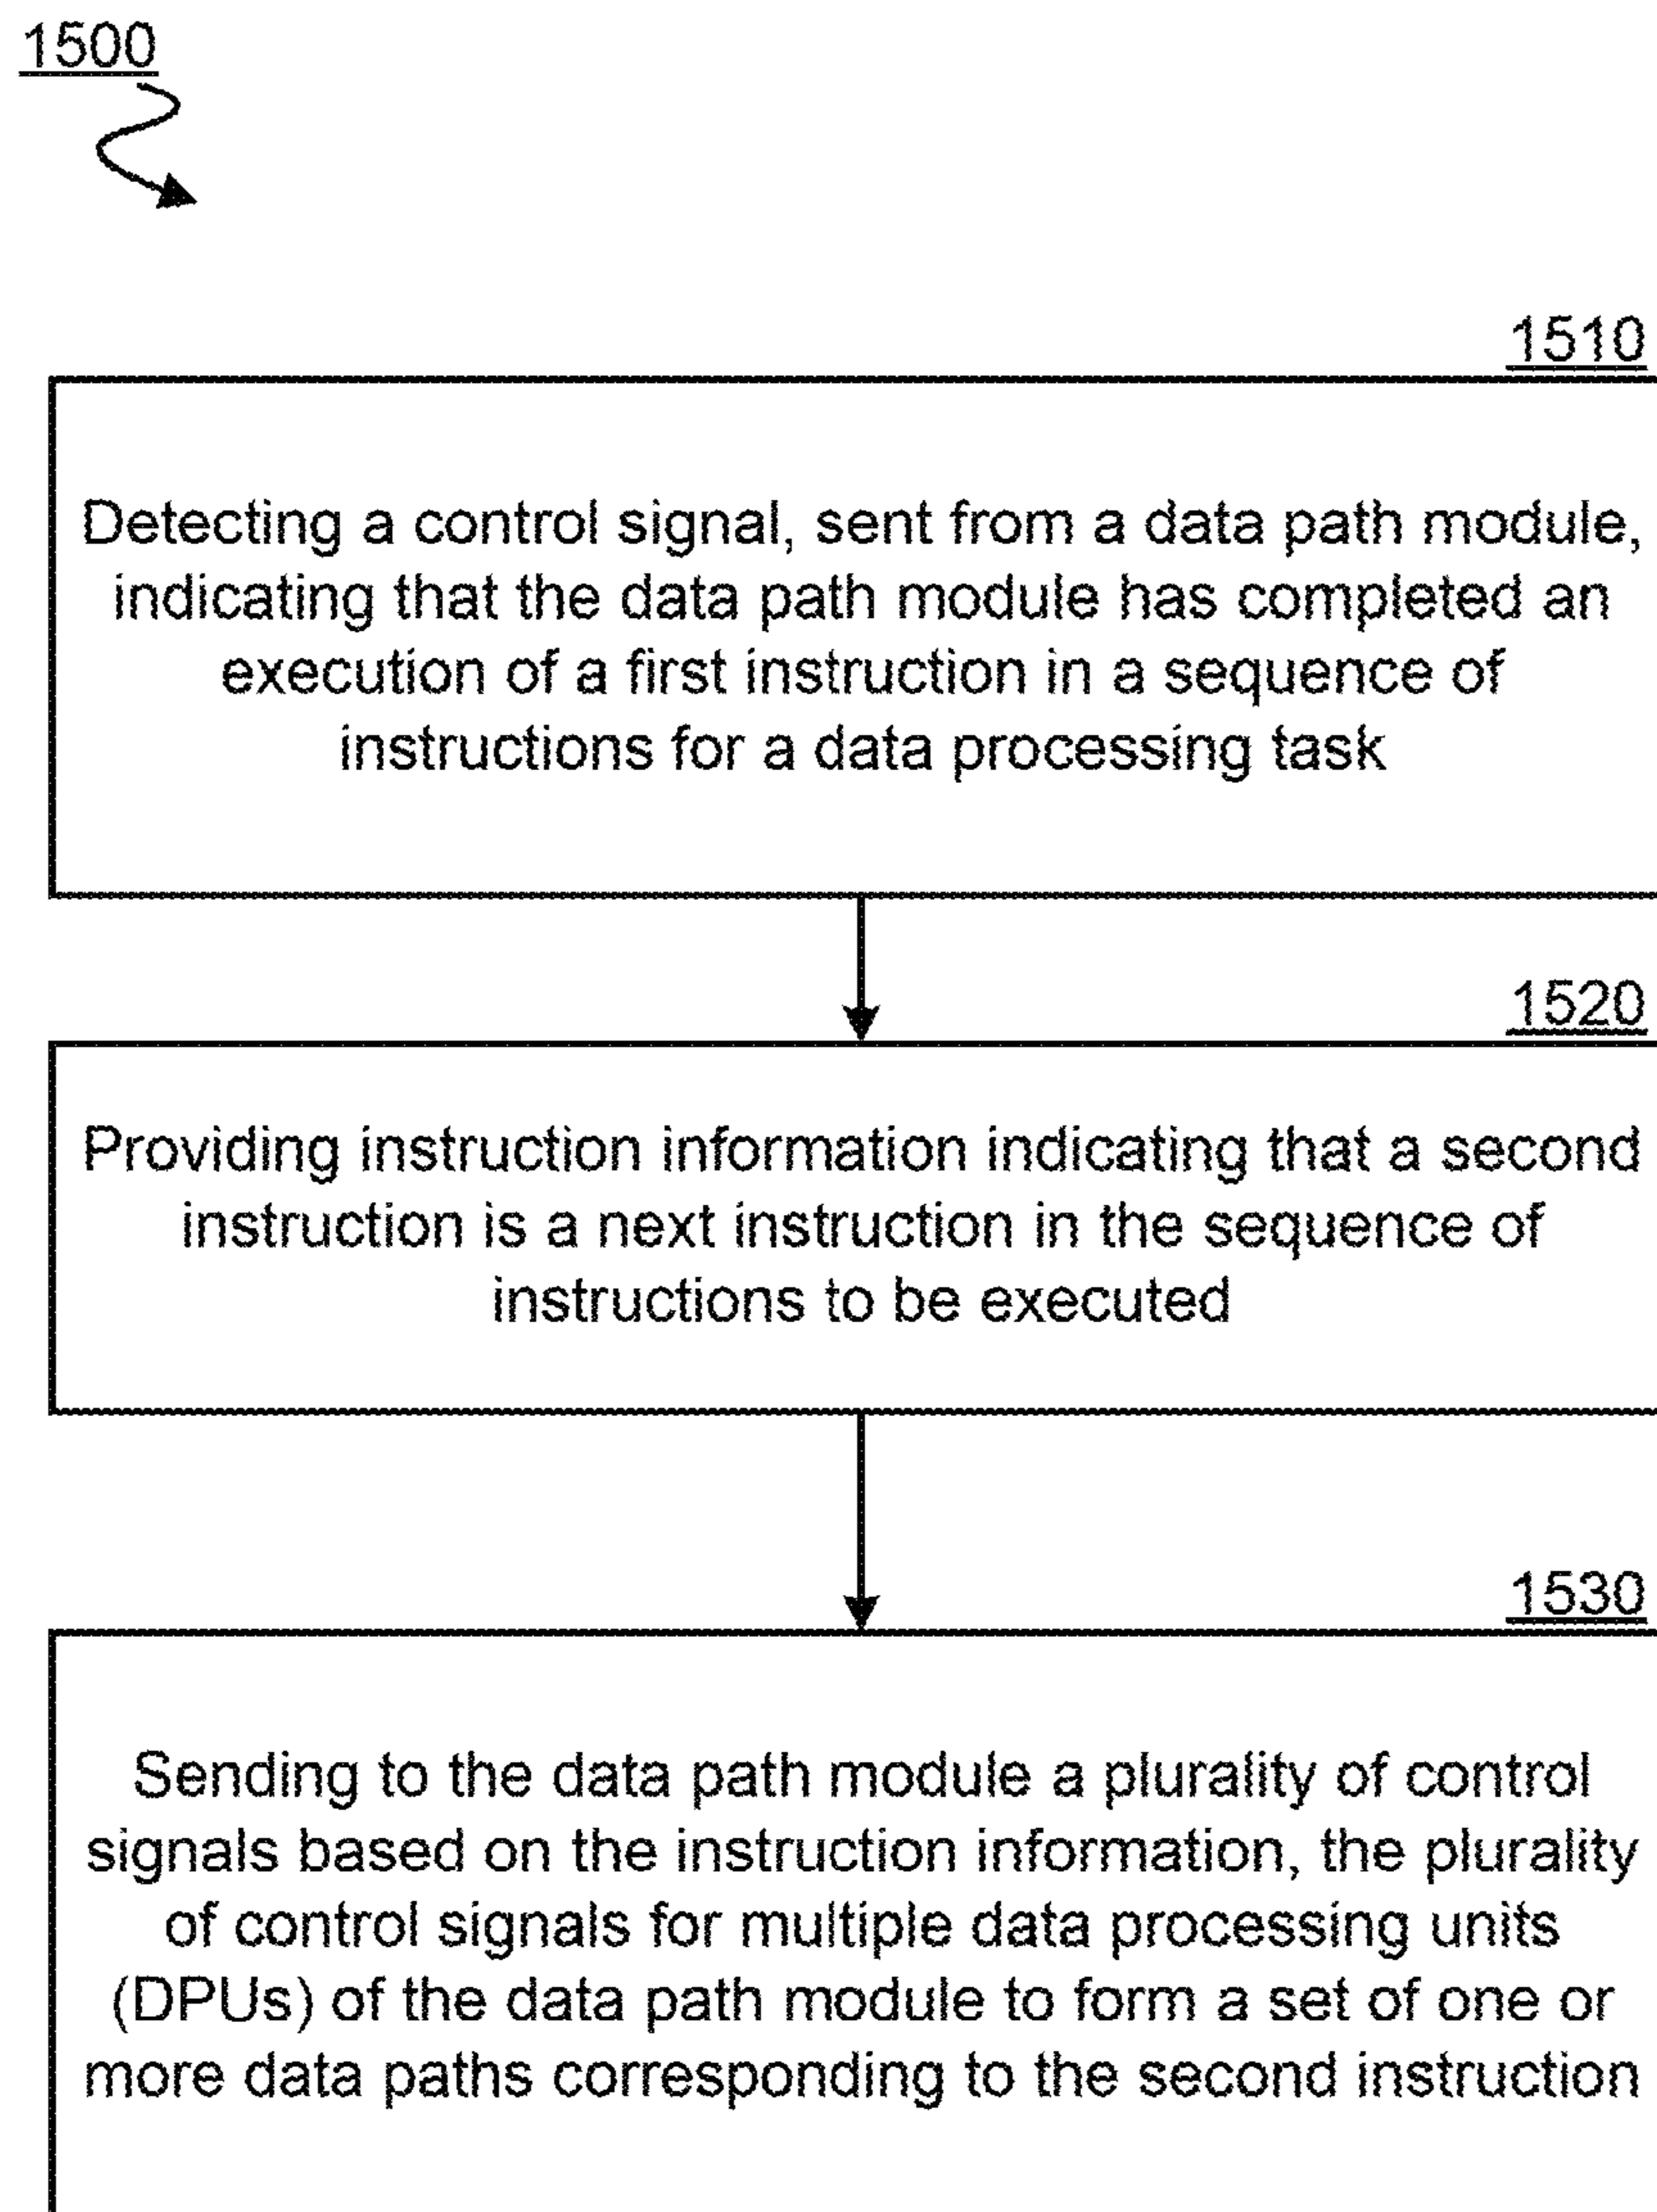 1500
1510
Detecting a control signal, sent from a data path module,
indicating that the data path module has completed an
execution of a first instruction in a sequence of
instructions for a data processing task
1520
Providing instruction information indicating that a second
instruction is a next instruction in the sequence of
instructions to be executed
1530
Sending to the data path module a plurality of control
signals based on the instruction information, the plurality
of control signals for multiple data processing units
(DPUs) of the data path module to form a set of one or
more data paths corresponding to the second instruction